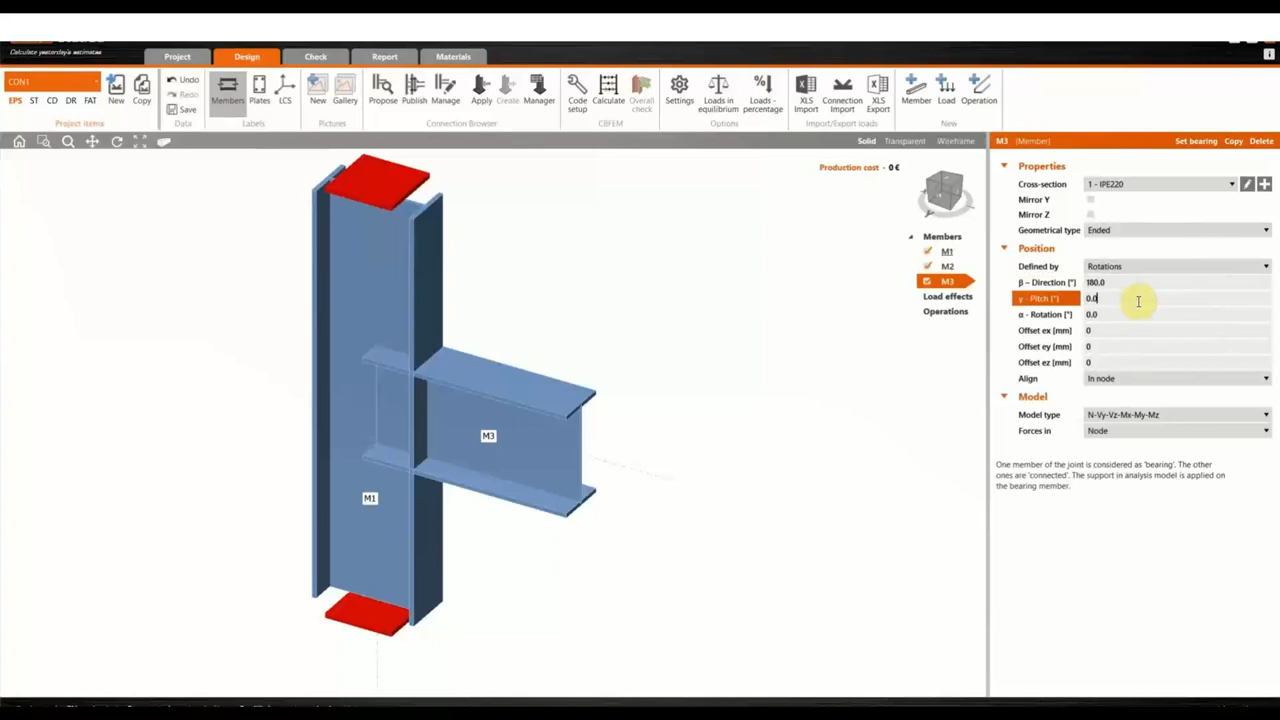 Calculate yesterday's estimates
Project
Design
Check
Report
Materials
CON1
EPS ST CD DR FAT
New
Copy
Undo
Redo
Save
Members
Plates
LCS
New
Gallery
Propose
Publish
Manage
Apply
Create
Manager
Code setup
Calculate
Overall check
Settings
Loads in equilibrium
Loads - percentage
XLS Import
Connection Import
XLS Export
Member
Load
Operation
Project items
Data
Labels
Pictures
Connection Browser
CBFEM
Options
Import/Export loads
New
Solid Transparent Wireframe
M3 [Member] Set bearing Copy Delete
Production cost - 0 €
Members
M1
M2
M3
Load effects
Operations
M3
M1
Properties
Cross-section 1 - IPE220
Mirror Y
Mirror Z
Geometrical type Ended
Position
Defined by Rotations
β – Direction [°] 180.0
γ - Pitch [°] 0.0
α - Rotation [°] 0.0
Offset ex [mm] 0
Offset ey [mm] 0
Offset ez [mm] 0
Align In node
Model
Model type N-Vy-Vz-Mx-My-Mz
Forces in Node
One member of the joint is considered as 'bearing'. The other
ones are 'connected'. The support in analysis model is applied on
the bearing member.